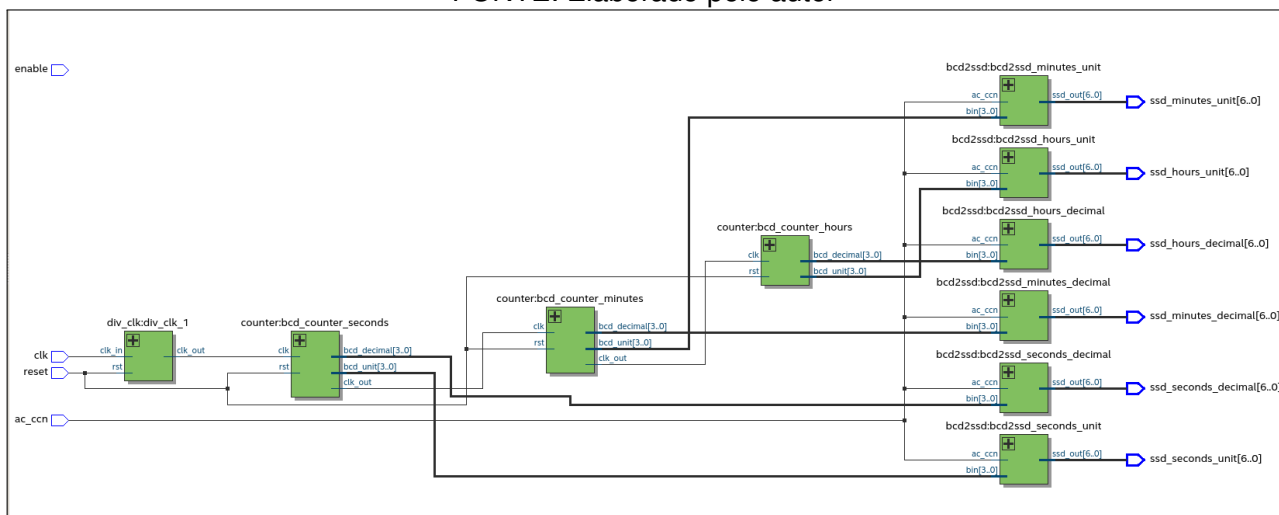 FONTE: Elaborado pelo autor
enable
clk
reset
ac_ccn
div_clk:div_clk_1
clk_in
rst
clk_out
counter:bcd_counter_seconds
clk
rst
bcd_decimal[3..0]
bcd_unit[3..0]
clk_out
counter:bcd_counter_minutes
clk
rst
bcd_decimal[3..0]
bcd_unit[3..0]
clk_out
counter:bcd_counter_hours
clk
rst
bcd_decimal[3..0]
bcd_unit[3..0]
bcd2ssd:bcd2ssd_minutes_unit
ac_ccn
bin[3..0]
ssd_out[6..0]
ssd_minutes_unit[6..0]
bcd2ssd:bcd2ssd_hours_unit
ac_ccn
bin[3..0]
ssd_out[6..0]
ssd_hours_unit[6..0]
bcd2ssd:bcd2ssd_hours_decimal
ac_ccn
bin[3..0]
ssd_out[6..0]
ssd_hours_decimal[6..0]
bcd2ssd:bcd2ssd_minutes_decimal
ac_ccn
bin[3..0]
ssd_out[6..0]
ssd_minutes_decimal[6..0]
bcd2ssd:bcd2ssd_seconds_decimal
ac_ccn
bin[3..0]
ssd_out[6..0]
ssd_seconds_decimal[6..0]
bcd2ssd:bcd2ssd_seconds_unit
ac_ccn
bin[3..0]
ssd_out[6..0]
ssd_seconds_unit[6..0]